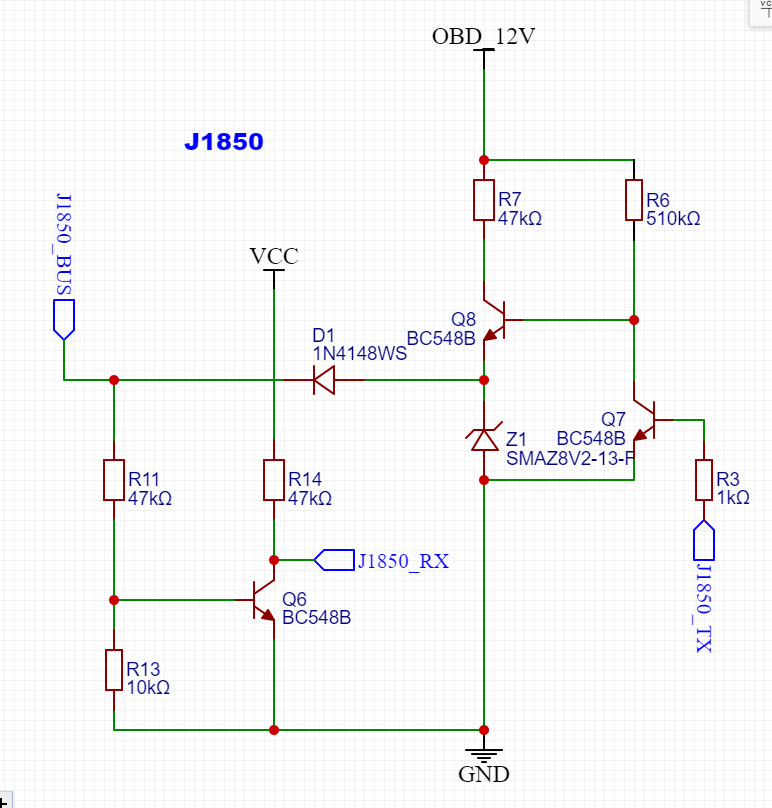 OBD_12V
J1850
J1850_BUS
VCC
R7
47kΩ
R6
510kΩ
Q8
BC548B
D1
1N4148WS
Q7
BC548B
Z1
SMAZ8V2-13-F
R3
1kΩ
R11
47kΩ
R14
47kΩ
J1850_RX
J1850_TX
Q6
BC548B
R13
10kΩ
GND